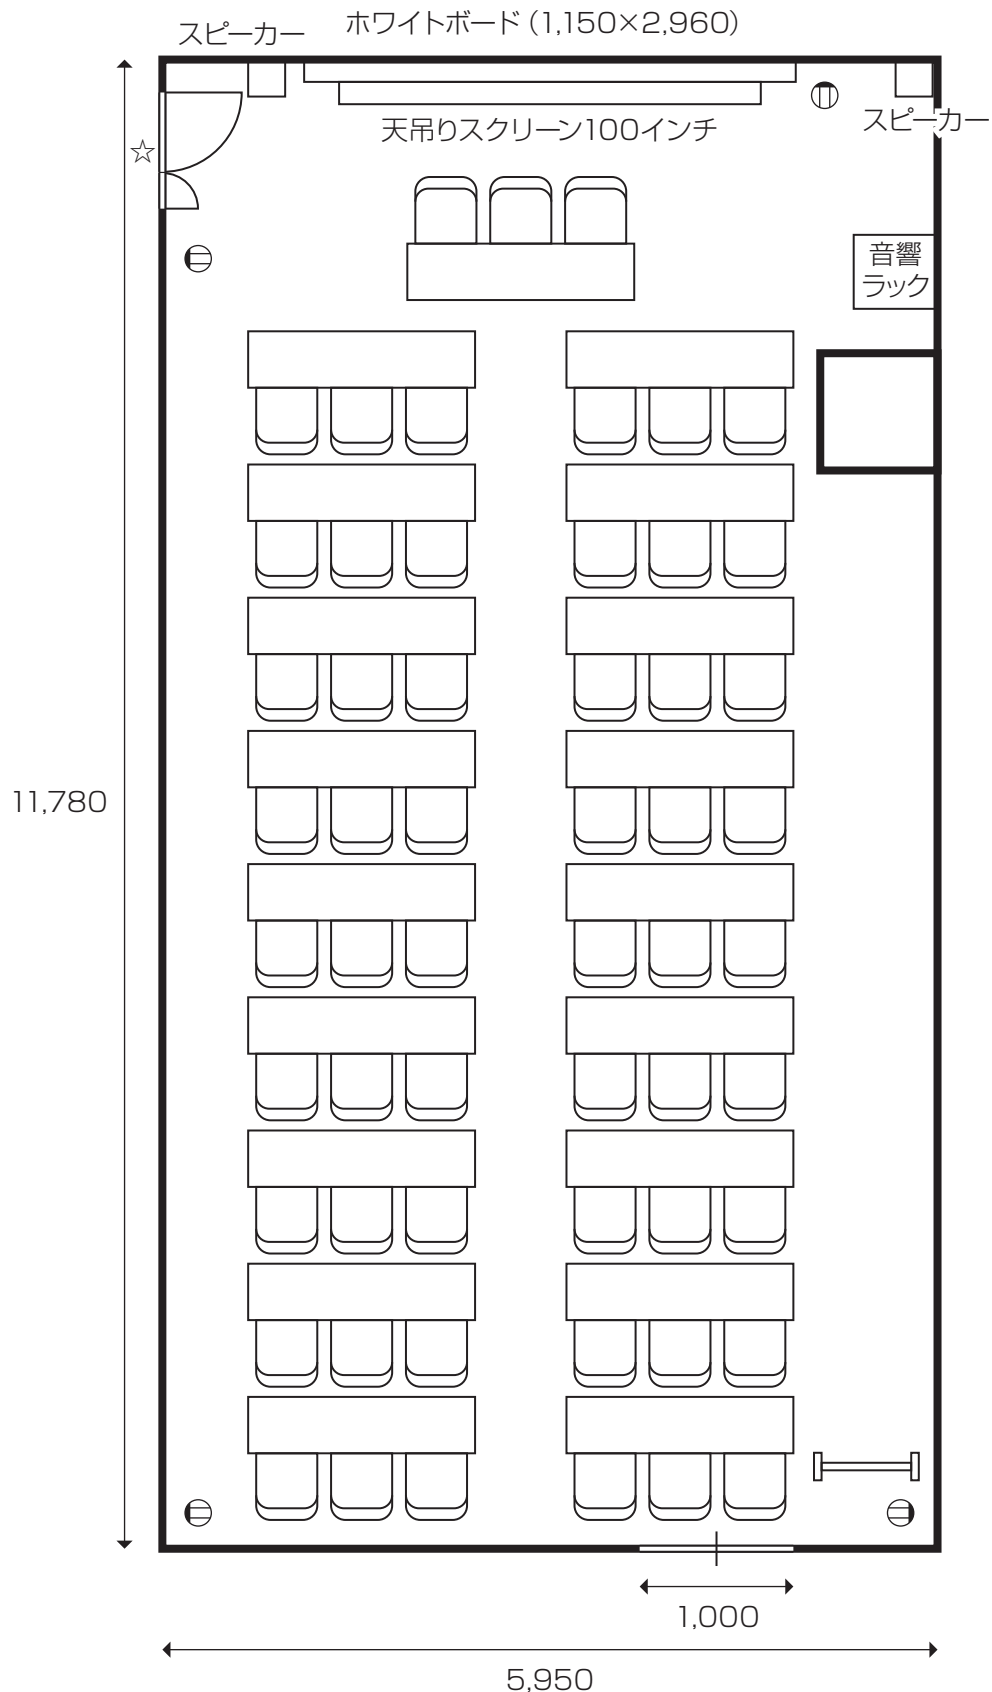 スピーカー
ホワイトボード（1,150×2,960）
天吊りスクリーン100インチ
スピーカー
☆
音響
ラック
11,780
1,000
5,950